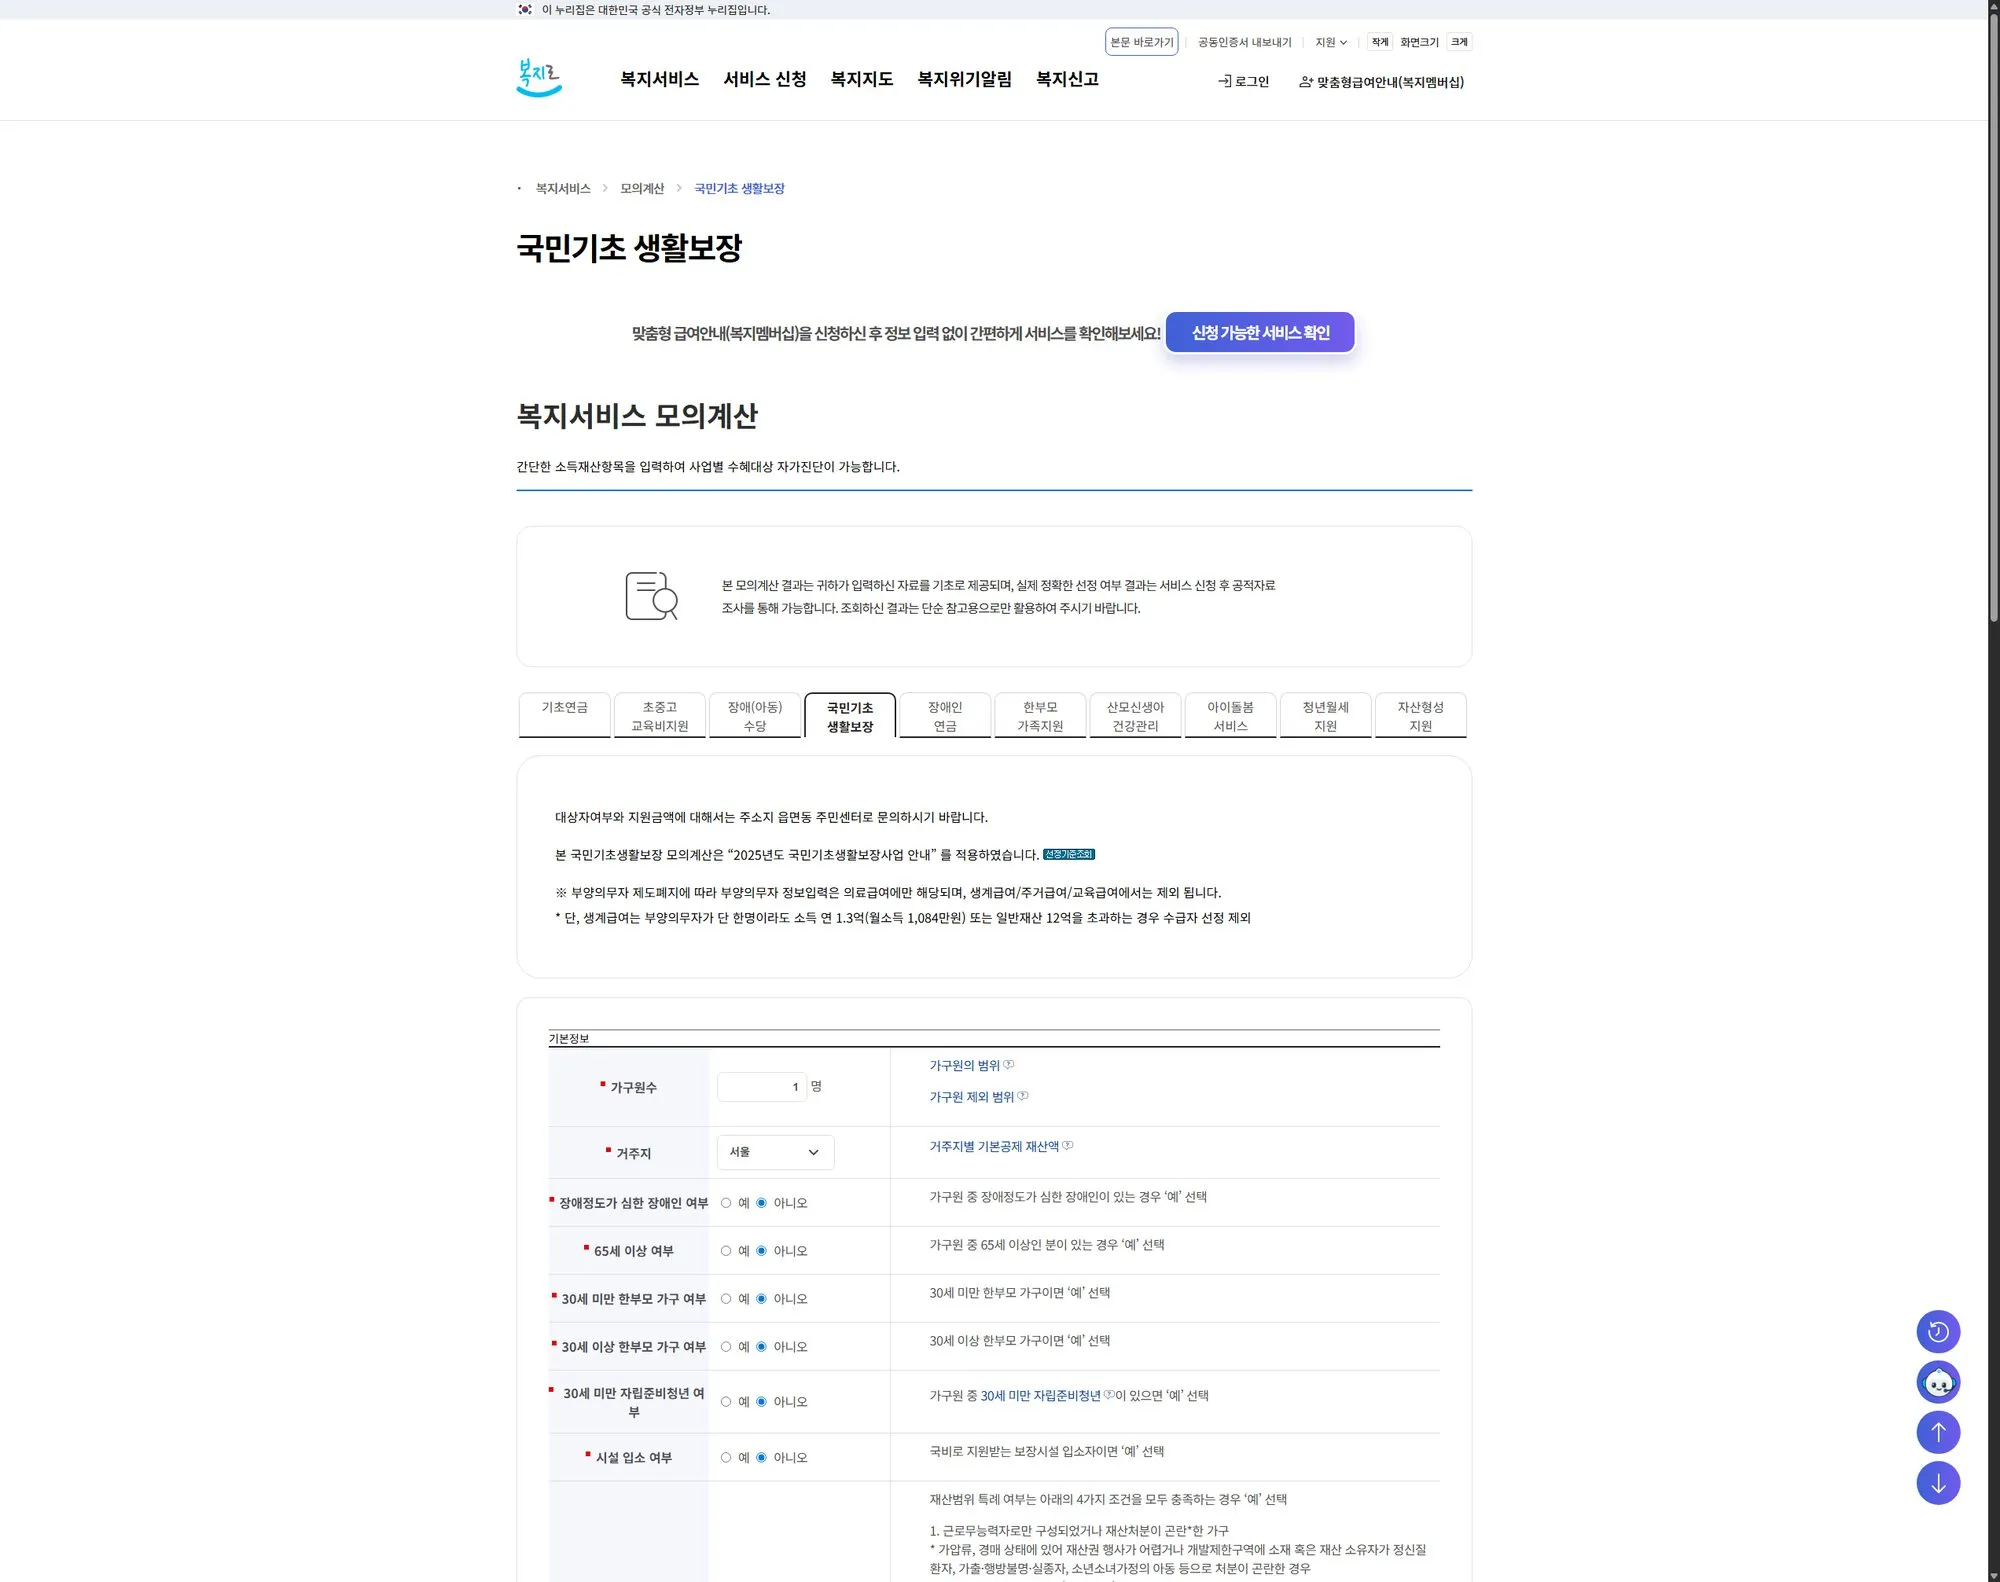 이 누리집은 대한민국 공식 전자정부 누리집입니다.
본문 바로가기
공동인증서 내보내기
지원
작게 화면크기 크게
복지로
복지서비스 서비스 신청 복지지도 복지위기알림 복지신고
로그인
맞춤형급여안내(복지멤버십)
복지서비스 > 모의계산 > 국민기초 생활보장
국민기초 생활보장
맞춤형 급여안내(복지멤버십)을 신청하신 후 정보 입력 없이 간편하게 서비스를 확인해보세요! 신청 가능한 서비스 확인
복지서비스 모의계산
간단한 소득재산항목을 입력하여 사업별 수혜대상 자가진단이 가능합니다.
본 모의계산 결과는 귀하가 입력하신 자료를 기초로 제공되며, 실제 정확한 선정 여부 결과는 서비스 신청 후 공적자료
조사를 통해 가능합니다. 조회하신 결과는 단순 참고용으로만 활용하여 주시기 바랍니다.
기초연금
초중고
교육비지원
장애(아동)
수당
국민기초
생활보장
장애인
연금
한부모
가족지원
산모신생아
건강관리
아이돌봄
서비스
청년월세
지원
자산형성
지원
대상자여부와 지원금액에 대해서는 주소지 읍면동 주민센터로 문의하시기 바랍니다.
본 국민기초생활보장 모의계산은 “2025년도 국민기초생활보장사업 안내” 를 적용하였습니다. 선정기준조회
※ 부양의무자 제도폐지에 따라 부양의무자 정보입력은 의료급여에만 해당되며, 생계급여/주거급여/교육급여에서는 제외 됩니다.
* 단, 생계급여는 부양의무자가 단 한명이라도 소득 연 1.3억(월소득 1,084만원) 또는 일반재산 12억을 초과하는 경우 수급자 선정 제외
기본정보
가구원수
1 명
가구원의 범위
가구원 제외 범위
거주지
서울
거주지별 기본공제 재산액
장애정도가 심한 장애인 여부
예 아니오
가구원 중 장애정도가 심한 장애인이 있는 경우 ‘예’ 선택
65세 이상 여부
예 아니오
가구원 중 65세 이상인 분이 있는 경우 ‘예’ 선택
30세 미만 한부모 가구 여부
예 아니오
30세 미만 한부모 가구이면 ‘예’ 선택
30세 이상 한부모 가구 여부
예 아니오
30세 이상 한부모 가구이면 ‘예’ 선택
30세 미만 자립준비청년 여
부
예 아니오
가구원 중 30세 미만 자립준비청년 이 있으면 ‘예’ 선택
시설 입소 여부
예 아니오
국비로 지원받는 보장시설 입소자이면 ‘예’ 선택
재산범위 특례 여부는 아래의 4가지 조건을 모두 충족하는 경우 ‘예’ 선택
1. 근로무능력자로만 구성되었거나 재산처분이 곤란*한 가구
* 가압류, 경매 상태에 있어 재산권 행사가 어렵거나 개발제한구역에 소재 혹은 재산 소유자가 정신질
환자, 가출·행방불명·실종자, 소년소녀가정의 아동 등으로 처분이 곤란한 경우